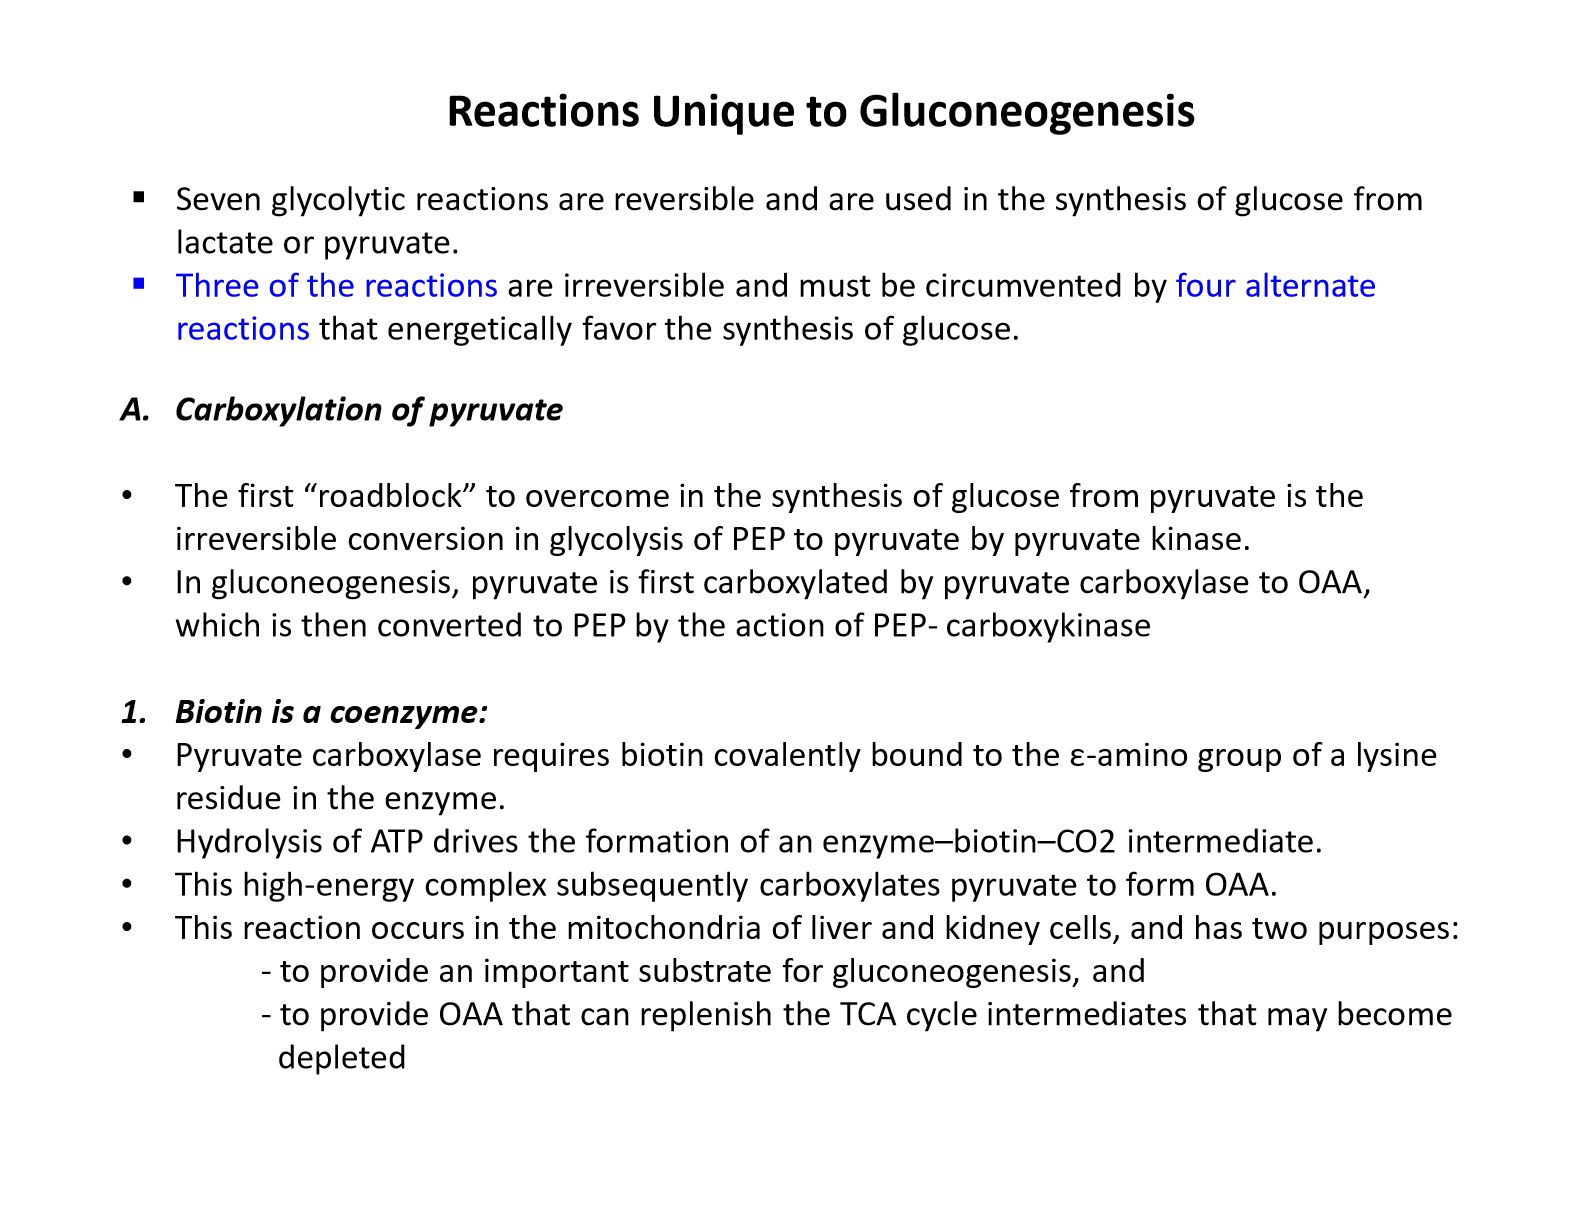 Reactions Unique to Gluconeogenesis
▪ Seven glycolytic reactions are reversible and are used in the synthesis of glucose from
lactate or pyruvate.
▪ Three of the reactions are irreversible and must be circumvented by four alternate
reactions that energetically favor the synthesis of glucose.
A. Carboxylation of pyruvate
• The first “roadblock” to overcome in the synthesis of glucose from pyruvate is the
irreversible conversion in glycolysis of PEP to pyruvate by pyruvate kinase.
• In gluconeogenesis, pyruvate is first carboxylated by pyruvate carboxylase to OAA,
which is then converted to PEP by the action of PEP- carboxykinase
1. Biotin is a coenzyme:
• Pyruvate carboxylase requires biotin covalently bound to the ε-amino group of a lysine
residue in the enzyme.
• Hydrolysis of ATP drives the formation of an enzyme–biotin–CO2 intermediate.
• This high-energy complex subsequently carboxylates pyruvate to form OAA.
• This reaction occurs in the mitochondria of liver and kidney cells, and has two purposes:
- to provide an important substrate for gluconeogenesis, and
- to provide OAA that can replenish the TCA cycle intermediates that may become
depleted